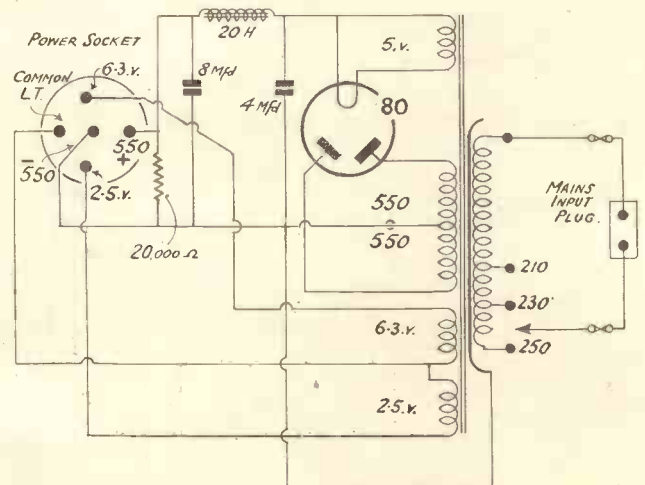 POWER SOCKET
6·3.V.
COMMON
L.T.
550
+
–
550
2·5.V.
20,000 Ω
20 H
8 Mfd
4 Mfd
5.V.
80
550
550
6·3.V.
2·5.V.
MAINS
INPUT
PLUG.
210
230
250